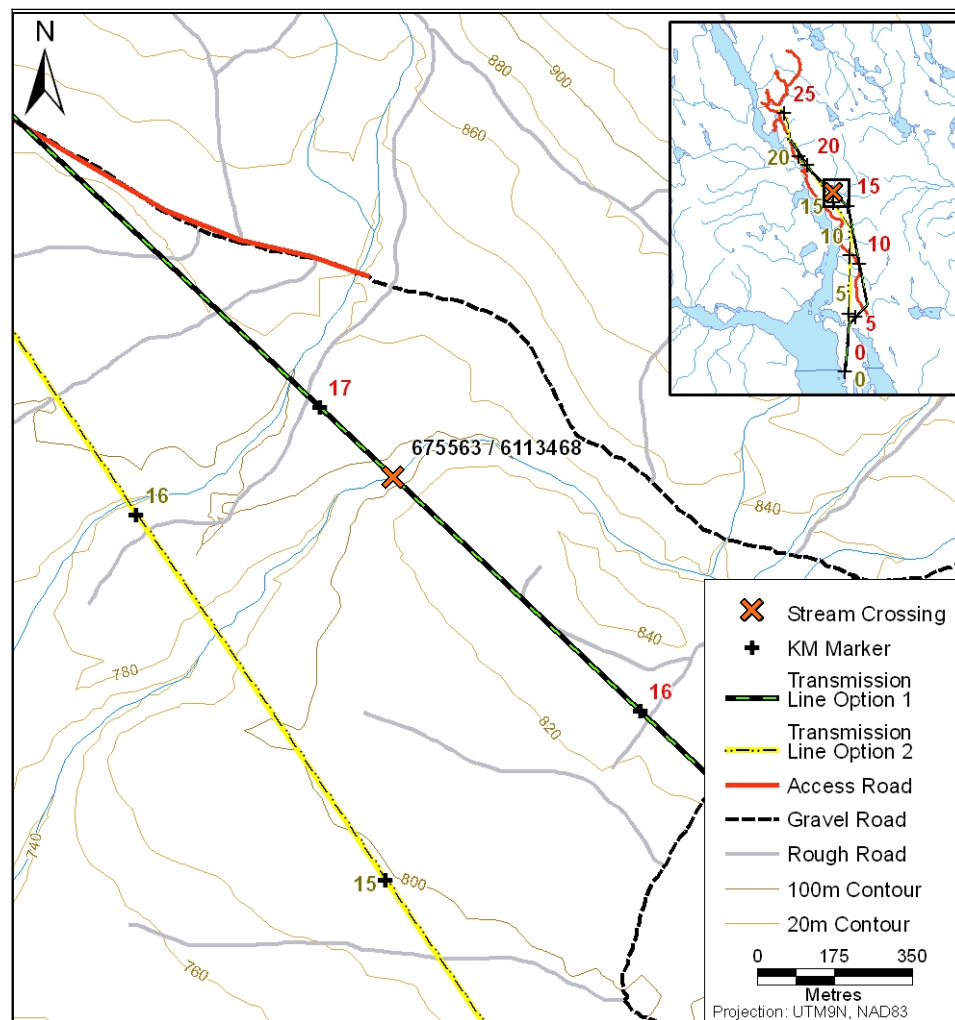 N
880
900
860
25
20
20
15
15
10
10
5
5
0
0
17
675563 / 6113468
16
840
780
840
16
820
740
15
800
760
Stream Crossing
KM Marker
Transmission
Line Option 1
Transmission
Line Option 2
Access Road
Gravel Road
Rough Road
100m Contour
20m Contour
0 175 350
Metres
Projection: UTM9N, NAD83